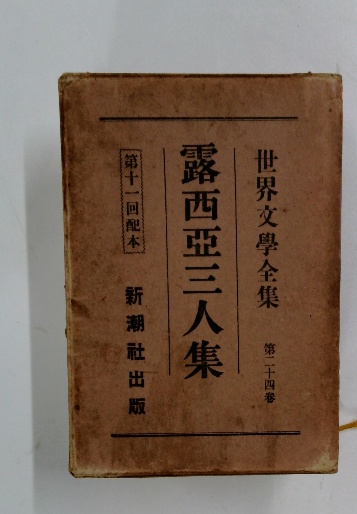 世界文學全集 第二十四卷
露西亞三人集
第十一回配本
新潮社出版